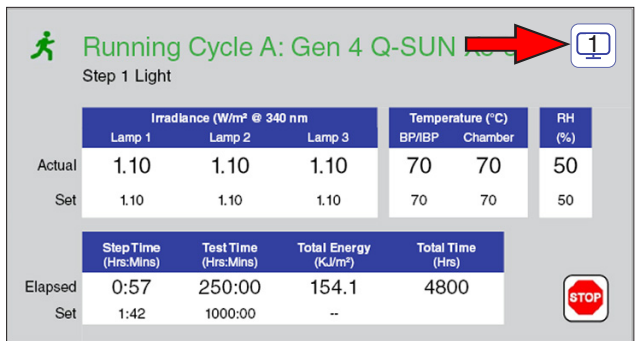 Running Cycle A: Gen 4 Q-SUN
1
Step 1 Light
Irradiance (W/m² @ 340 nm Temperature (°C) RH
Lamp 1 Lamp 2 Lamp 3 BP/IBP Chamber (%)
Actual 1.10 1.10 1.10 70 70 50
Set 1.10 1.10 1.10 70 70 50
Step Time Test Time Total Energy Total Time
(Hrs:Mins) (Hrs:Mins) (KJ/m²) (Hrs)
Elapsed 0:57 250:00 154.1 4800
Set 1:42 1000:00 --
STOP